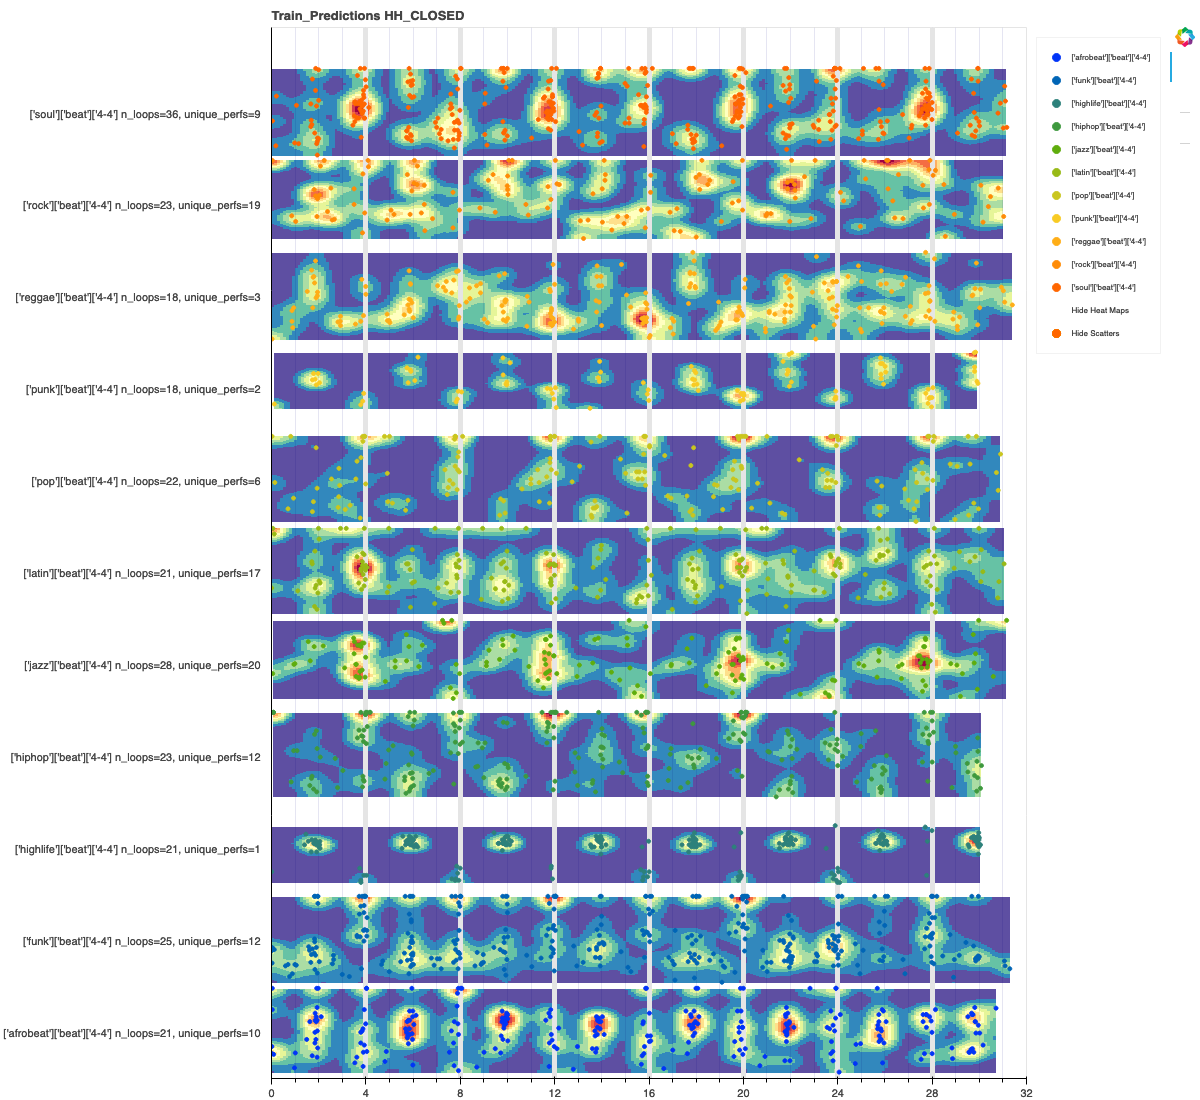 Train_Predictions HH_CLOSED
['soul']['beat']['4-4'] n_loops=36, unique_perfs=9
['rock']['beat']['4-4'] n_loops=23, unique_perfs=19
['reggae']['beat']['4-4'] n_loops=18, unique_perfs=3
['punk']['beat']['4-4'] n_loops=18, unique_perfs=2
['pop']['beat']['4-4'] n_loops=22, unique_perfs=6
['latin']['beat']['4-4'] n_loops=21, unique_perfs=17
['jazz']['beat']['4-4'] n_loops=28, unique_perfs=20
['hiphop']['beat']['4-4'] n_loops=23, unique_perfs=12
['highlife']['beat']['4-4'] n_loops=21, unique_perfs=1
['funk']['beat']['4-4'] n_loops=25, unique_perfs=12
['afrobeat']['beat']['4-4'] n_loops=21, unique_perfs=10
0 4 8 12 16 20 24 28 32
['afrobeat']['beat']['4-4']
['funk']['beat']['4-4']
['highlife']['beat']['4-4']
['hiphop']['beat']['4-4']
['jazz']['beat']['4-4']
['latin']['beat']['4-4']
['pop']['beat']['4-4']
['punk']['beat']['4-4']
['reggae']['beat']['4-4']
['rock']['beat']['4-4']
['soul']['beat']['4-4']
Hide Heat Maps
Hide Scatters